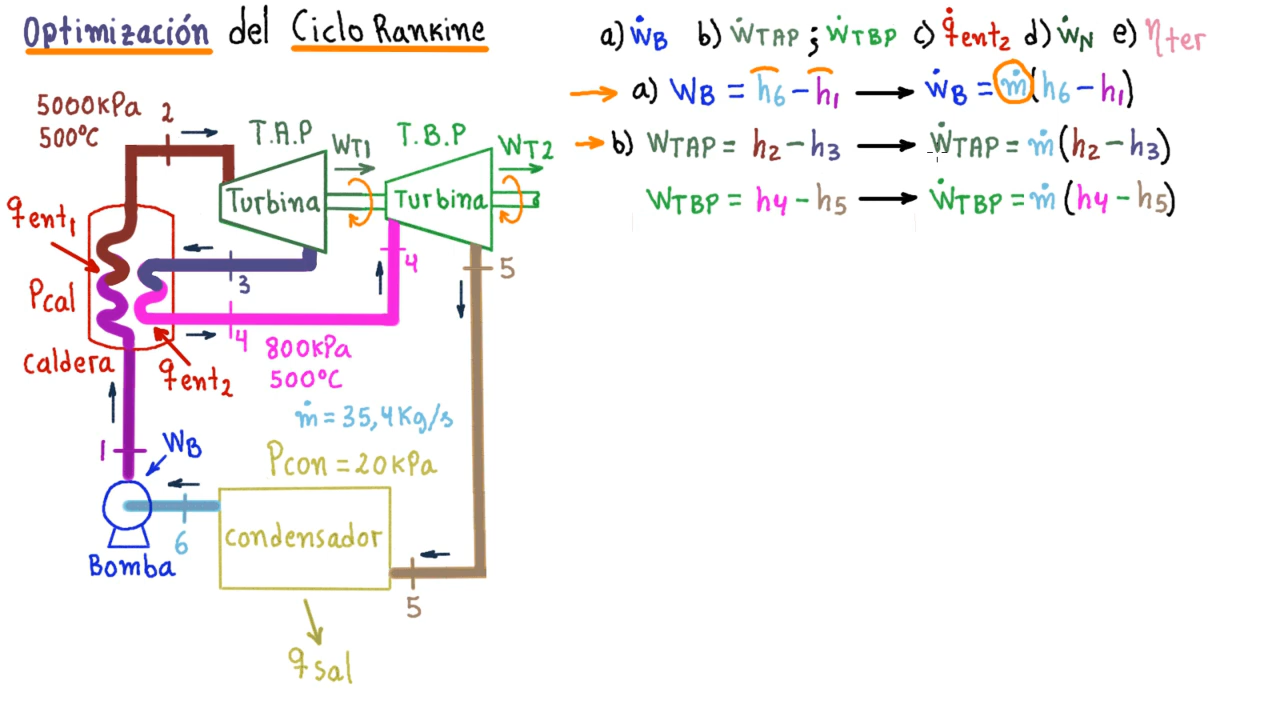 Optimización del Ciclo Rankine
a) ẆB b) ẆTAP ; ẆTBP c) q̇ent2 d) ẆN e) ηter
a) WB = h6 - h1 → ẆB = ṁ(h6 - h1)
b) WTAP = h2 - h3 → ẆTAP = ṁ(h2 - h3)
WTBP = h4 - h5 → ẆTBP = ṁ(h4 - h5)
5000kPa
500°C
2
T.A.P
WT1
T.B.P
WT2
Turbina
Turbina
qent1
3
4
5
Pcal
4
800kPa
500°C
caldera
qent2
ṁ = 35,4Kg/s
1
WB
Pcon = 20kPa
6
condensador
Bomba
5
qsal